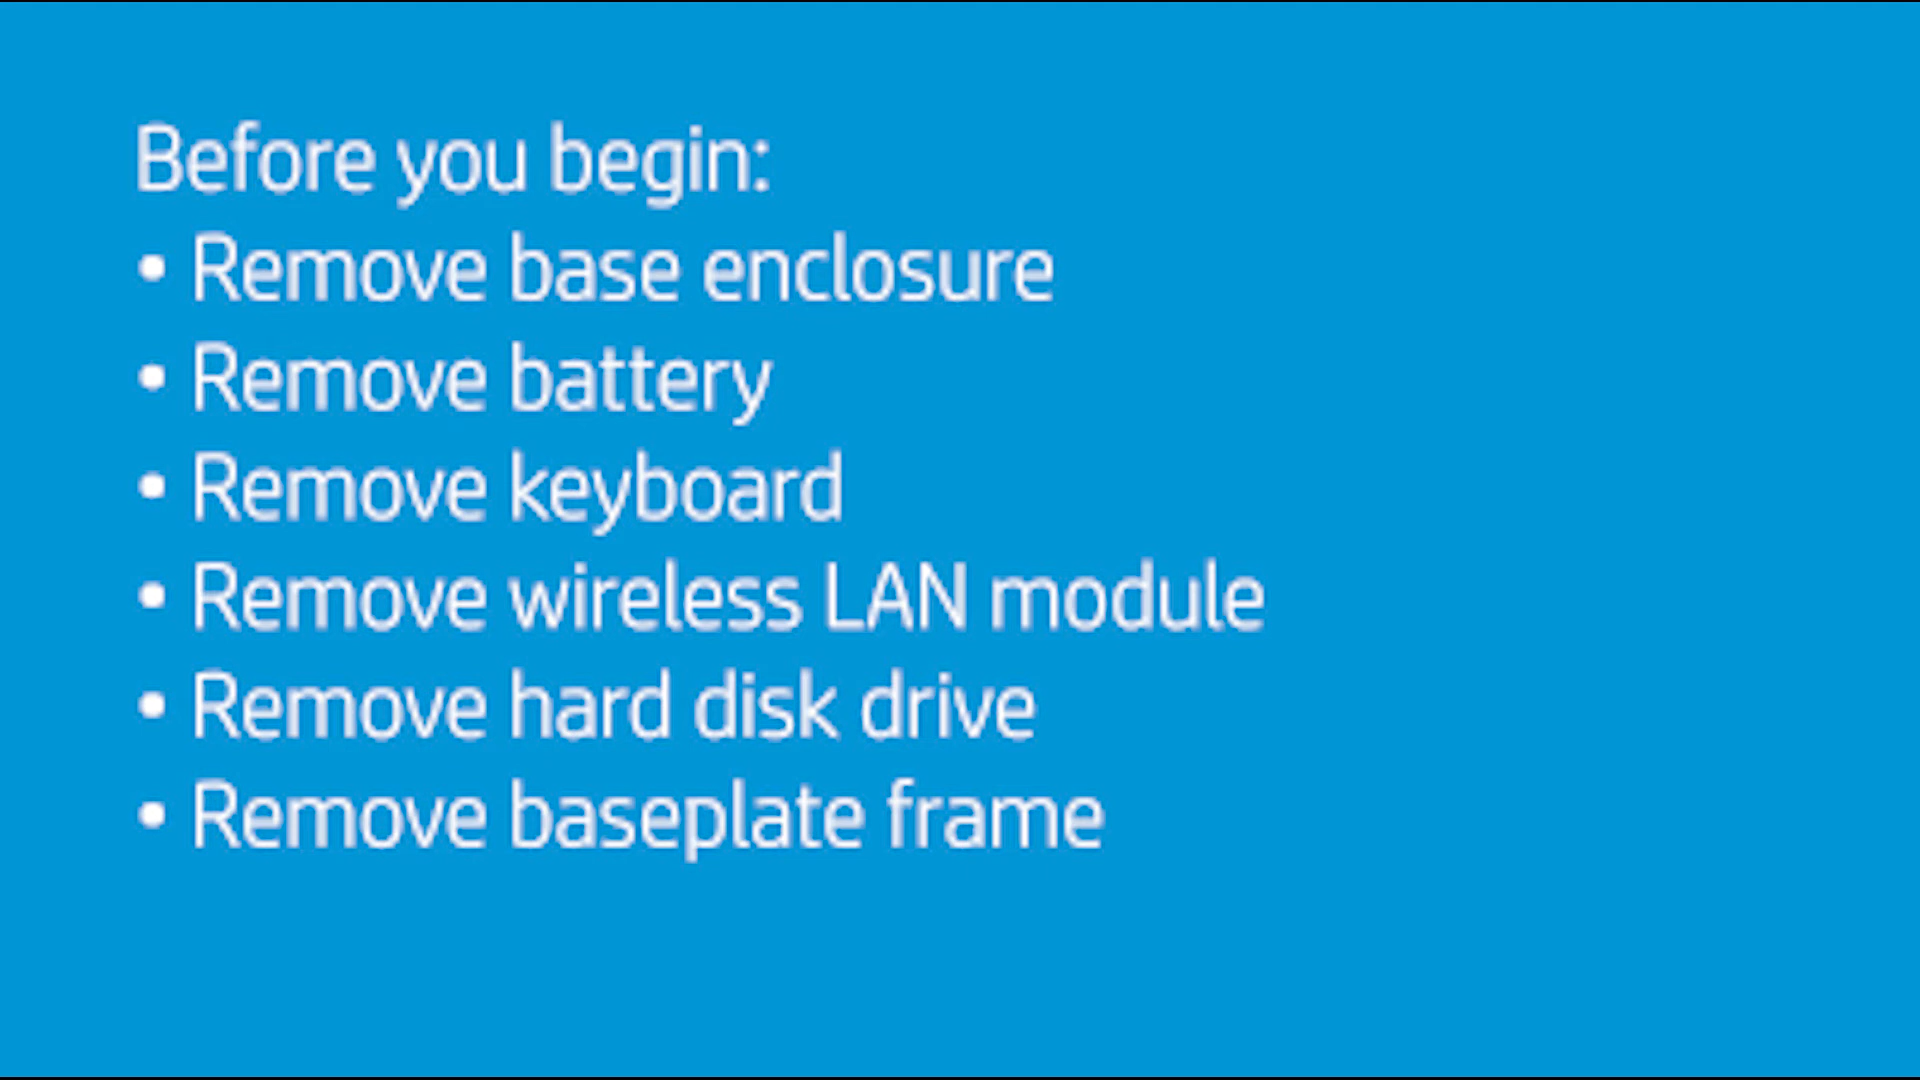 Before you begin:
• Remove base enclosure
• Remove battery
• Remove keyboard
• Remove wireless LAN module
• Remove hard disk drive
• Remove baseplate frame